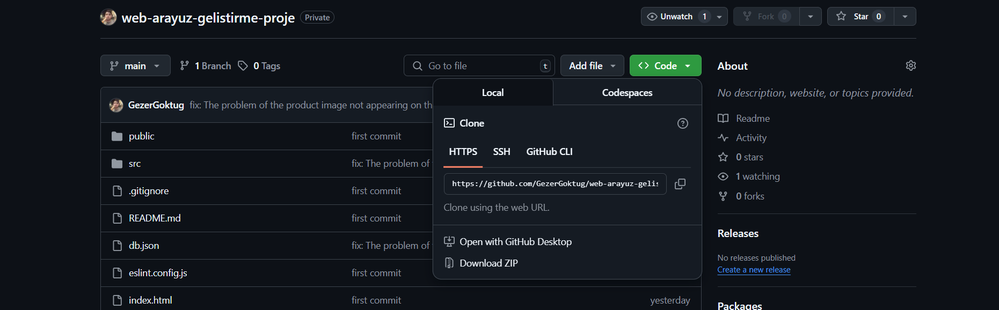 web-arayuz-gelistirme-proje Private
Unwatch 1 Fork 0 Star 0
main 1 Branch 0 Tags Go to file t Add file Code
GezerGoktug fix: The problem of the product image not appearing on th
public first commit
src fix: The problem of
.gitignore first commit
README.md first commit
db.json fix: The problem of
eslint.config.js first commit
index.html first commit yesterday
Local Codespaces
Clone
HTTPS SSH GitHub CLI
https://github.com/GezerGoktug/web-arayuz-gelis
Clone using the web URL.
Open with GitHub Desktop
Download ZIP
About
No description, website, or topics provided.
Readme
Activity
0 stars
1 watching
0 forks
Releases
No releases published
Create a new release
Packages